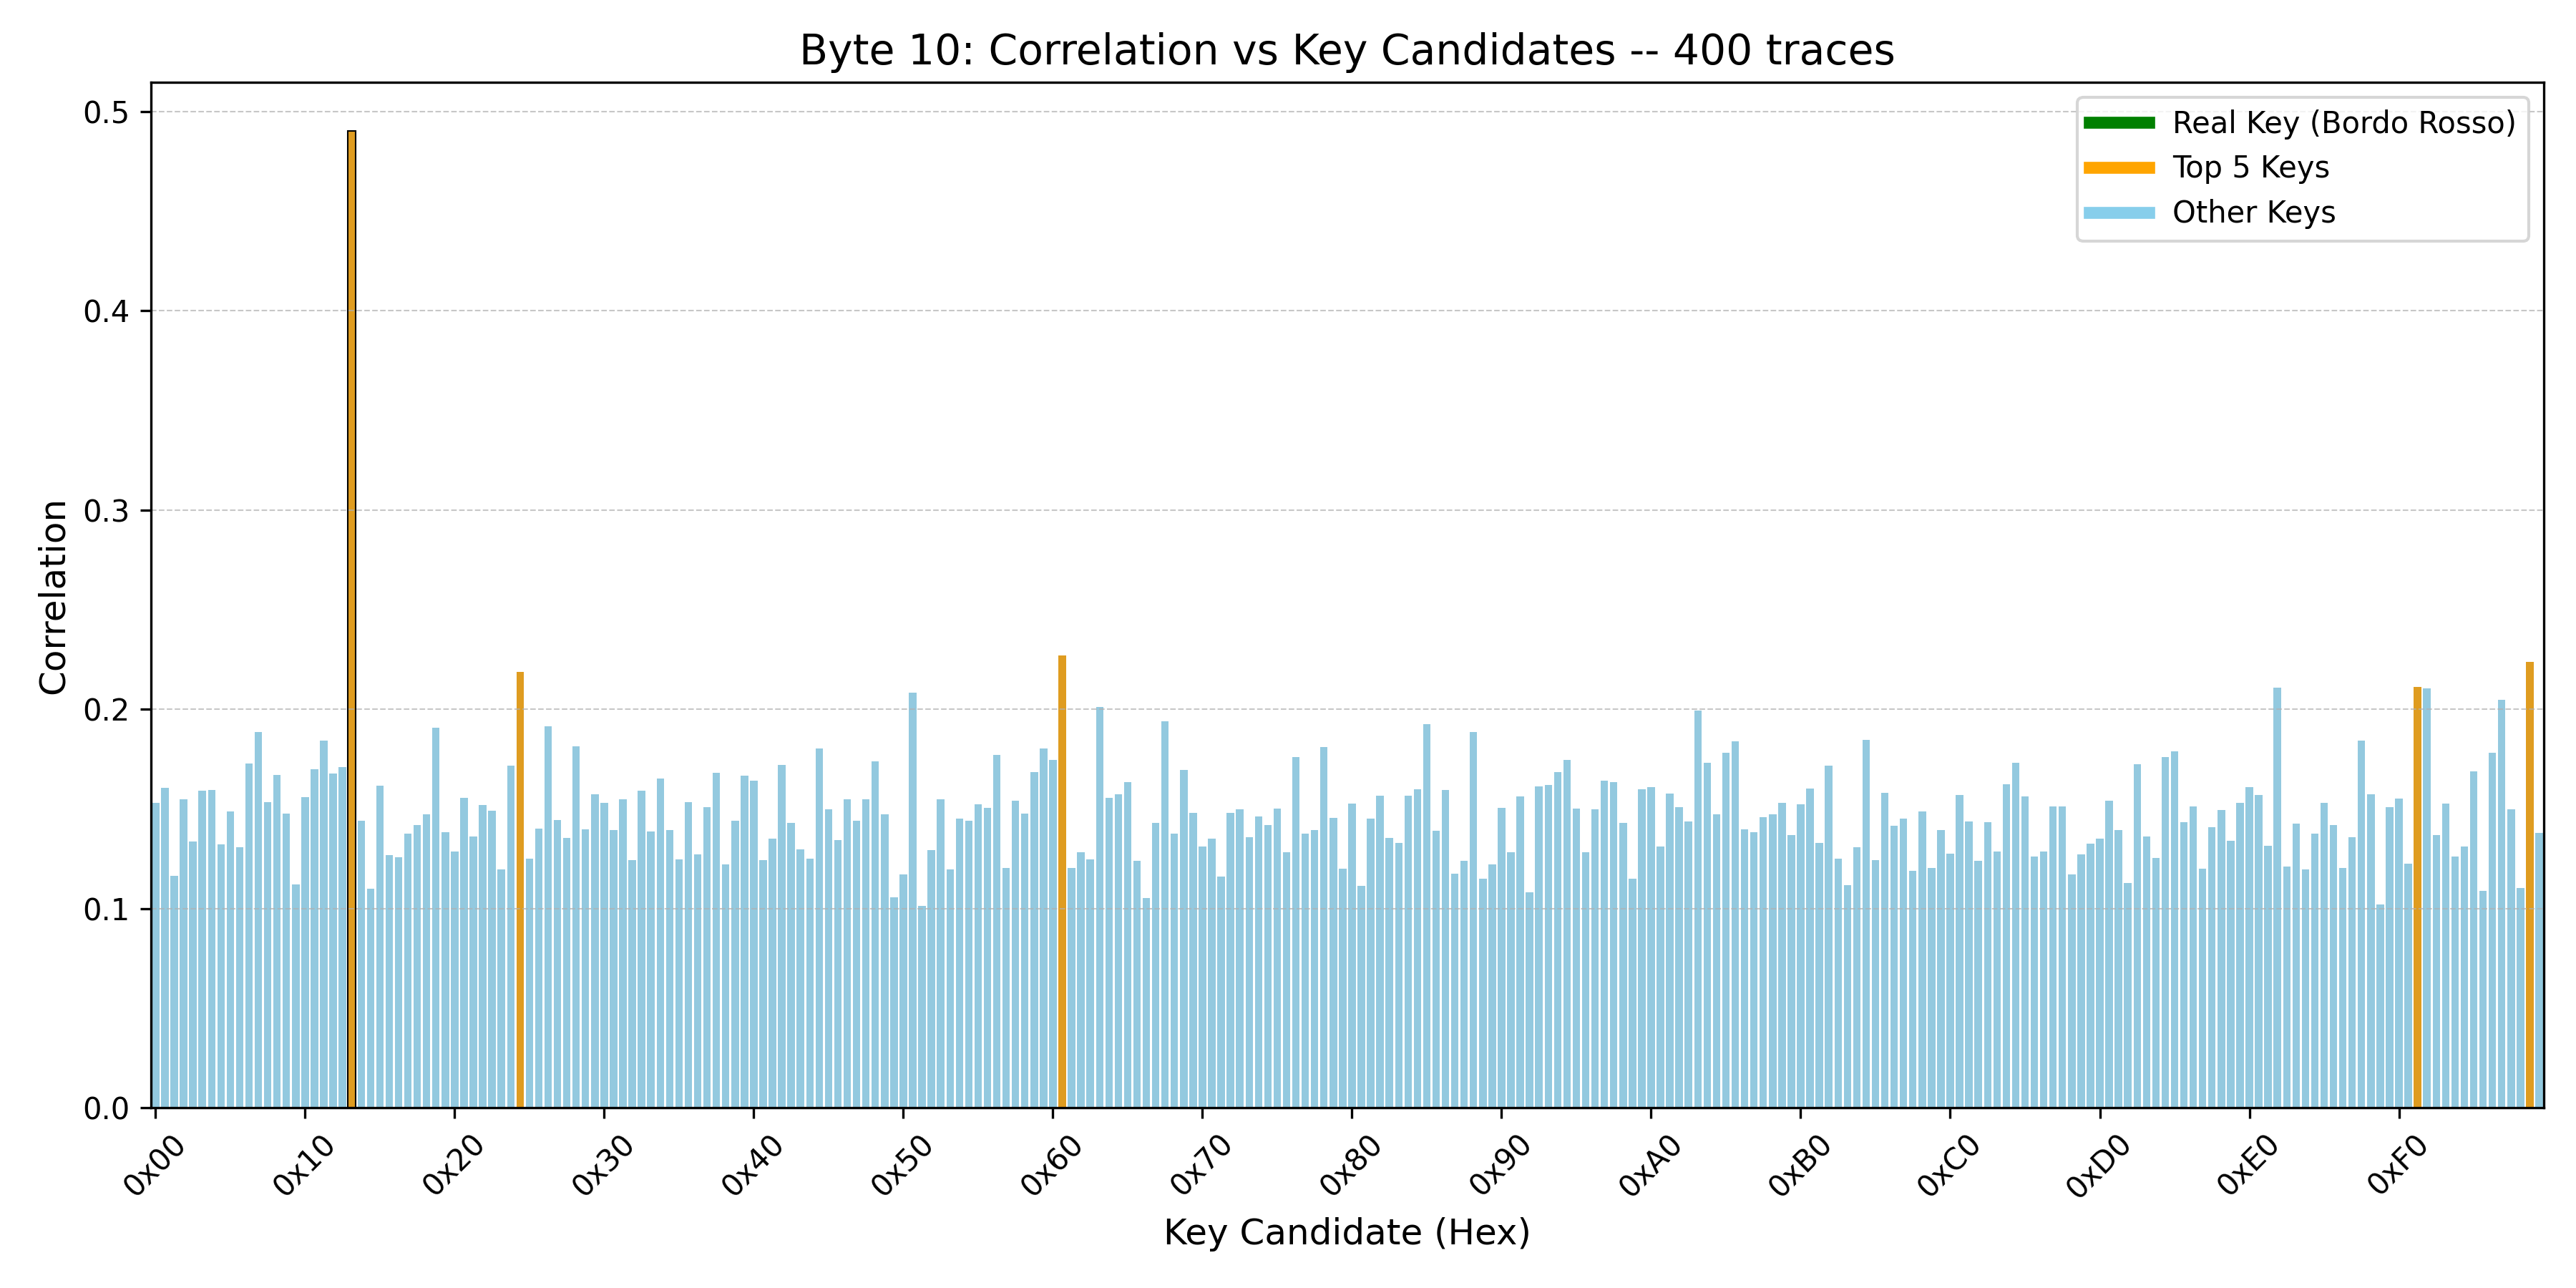 Byte 10: Correlation vs Key Candidates -- 400 traces
Real Key (Bordo Rosso)
Top 5 Keys
Other Keys
Correlation
0.5
0.4
0.3
0.2
0.1
0.0
0x00
0x10
0x20
0x30
0x40
0x50
0x60
0x70
0x80
0x90
0xA0
0xB0
0xC0
0xD0
0xE0
0xF0
Key Candidate (Hex)